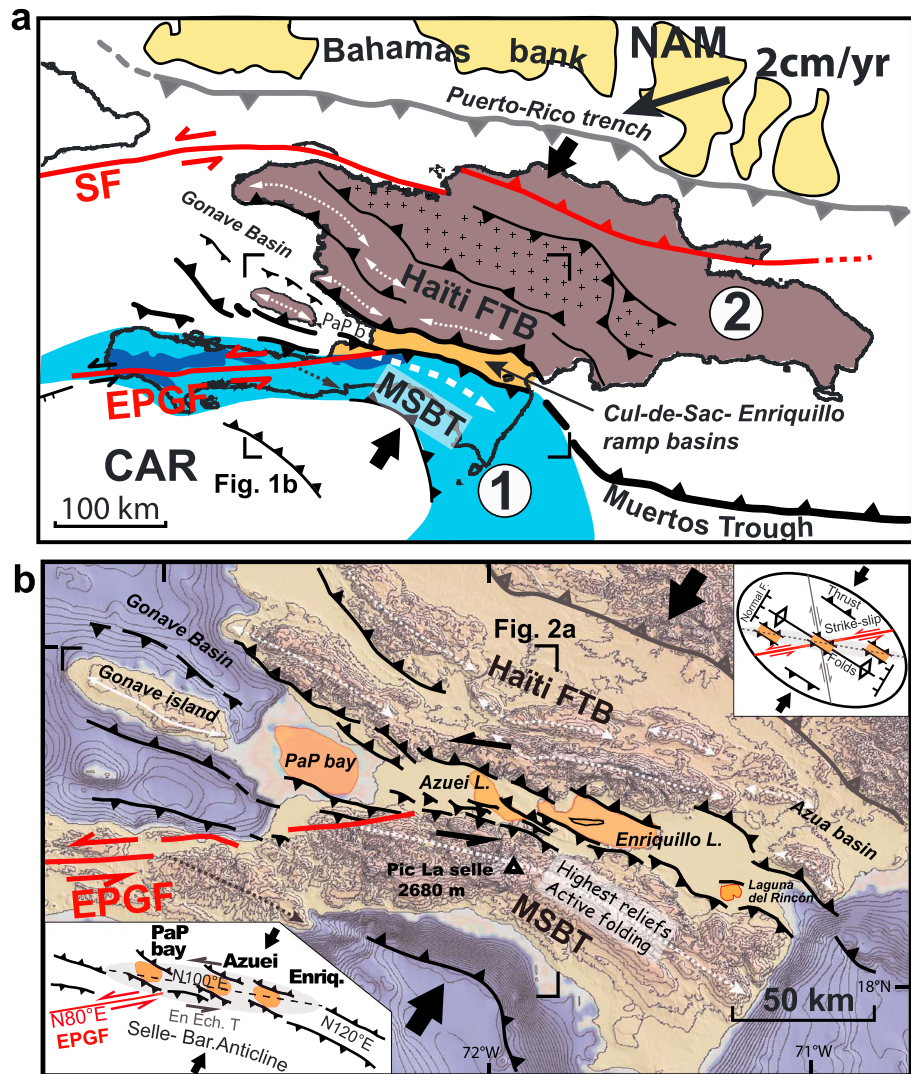 a
Bahamas bank
NAM
2cm/yr
Puerto-Rico trench
SF
Gonave Basin
Haïti FTB
2
PaP b
EPGF
MSBT
Cul-de-Sac- Enriquillo
ramp basins
CAR
Fig. 1b
1
Muertos Trough
100 km
b
Gonave Basin
Fig. 2a
Haïti FTB
Normal F.
Thrust
Strike-slip
Folds
Gonave island
PaP bay
Azuei L.
Enriquillo L.
Azua basin
Pic La selle
2680 m
Laguna
del Rincón
EPGF
Highest reliefs
Active folding
MSBT
PaP
bay
Azuei
Enriq.
N100°E
N80°E
EPGF
En Ech. T
N120°E
Selle- Bar.Anticline
50 km
18°N
72°W
71°W